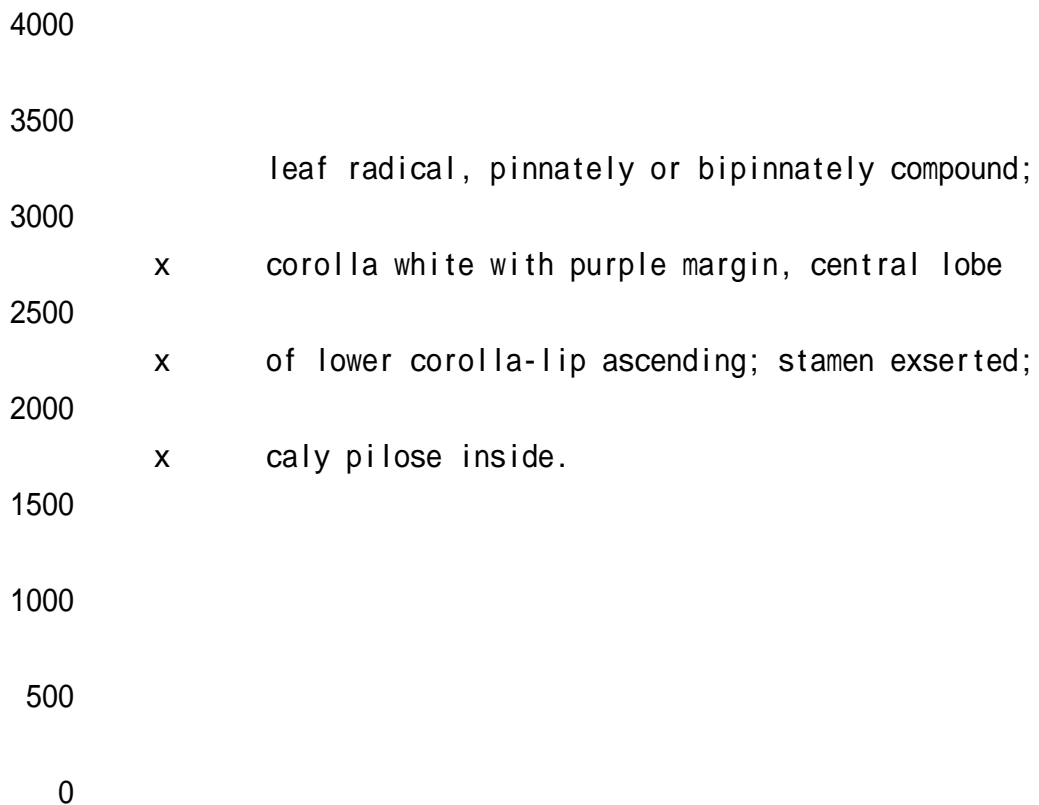 4000
3500
leaf radical, pinnately or bipinnately compound;
3000
x corolla white with purple margin, central lobe
2500
x of lower corolla-lip ascending; stamen exserted;
2000
x caly pilose inside.
1500
1000
500
0